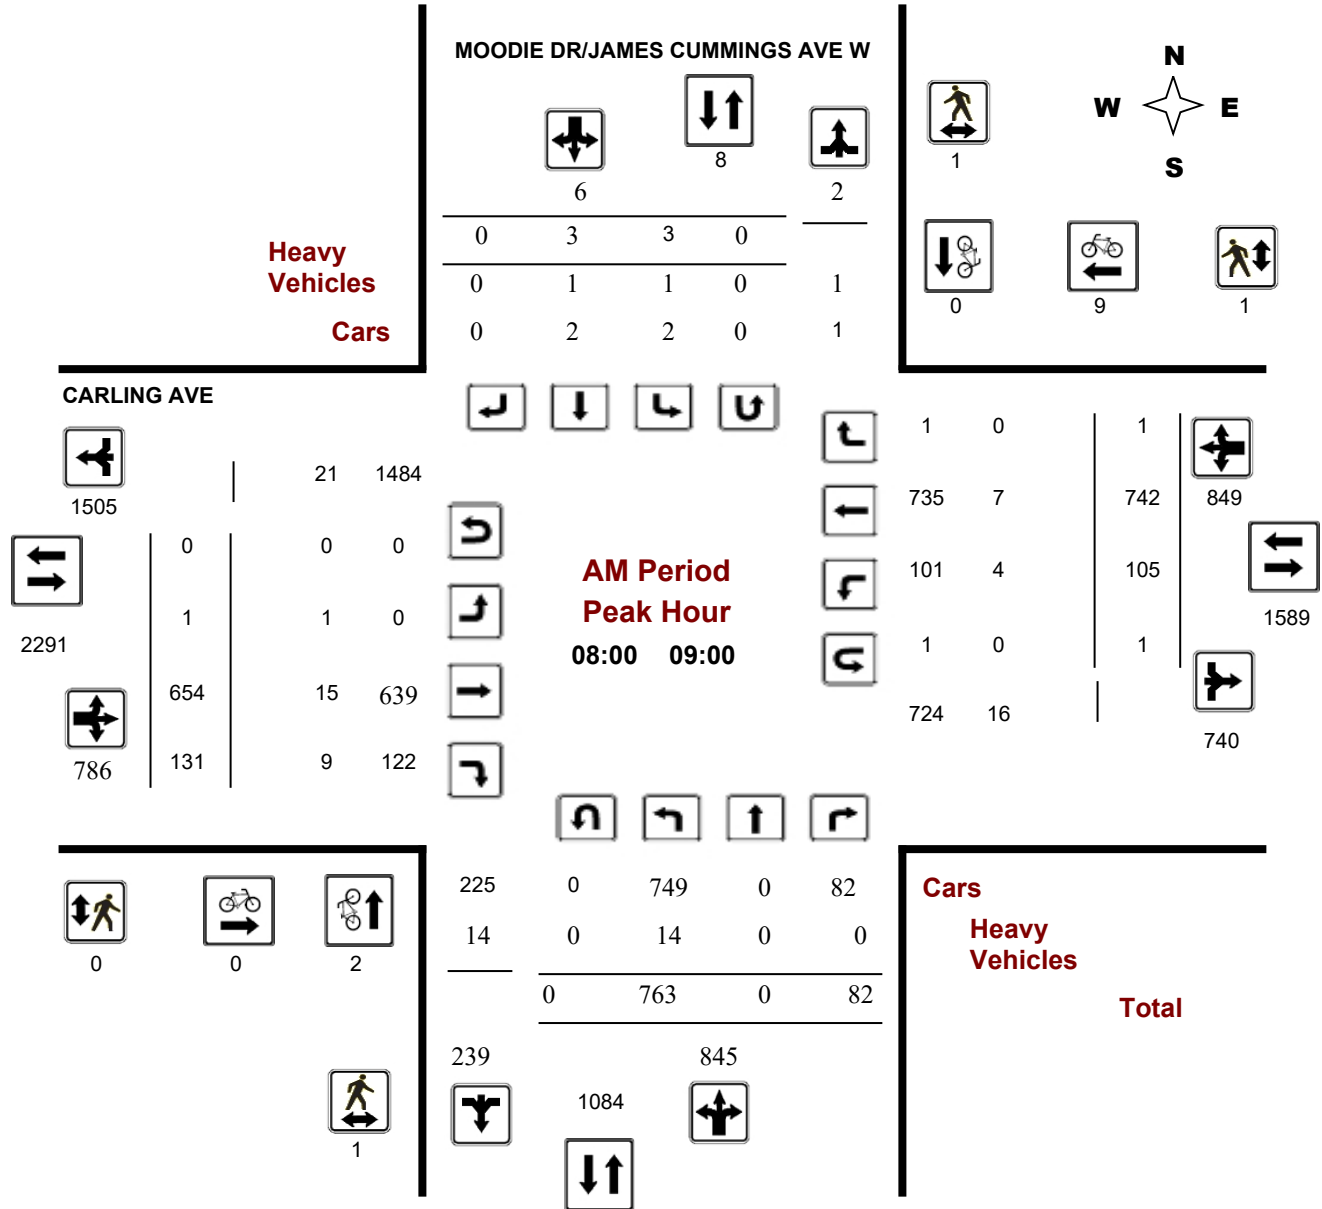 MOODIE DR/JAMES CUMMINGS AVE W
N
W E
S
8
1
6 2
0 3 3 0
Heavy
Vehicles
0 1 1 0 1
0 9 1
Cars 0 2 2 0 1
CARLING AVE
1 0 1
21 1484
1505
735 7 742 849
0 0 0
AM Period
101 4 105
Peak Hour
1 1 0
1589
2291
08:00 09:00
1 0 1
654 15 639
724 16
740
786 131 9 122
225 0 749 0 82
Cars
14 0 14 0 0
Heavy
Vehicles
0 0 2
0 763 0 82
Total
239 845
1084
1